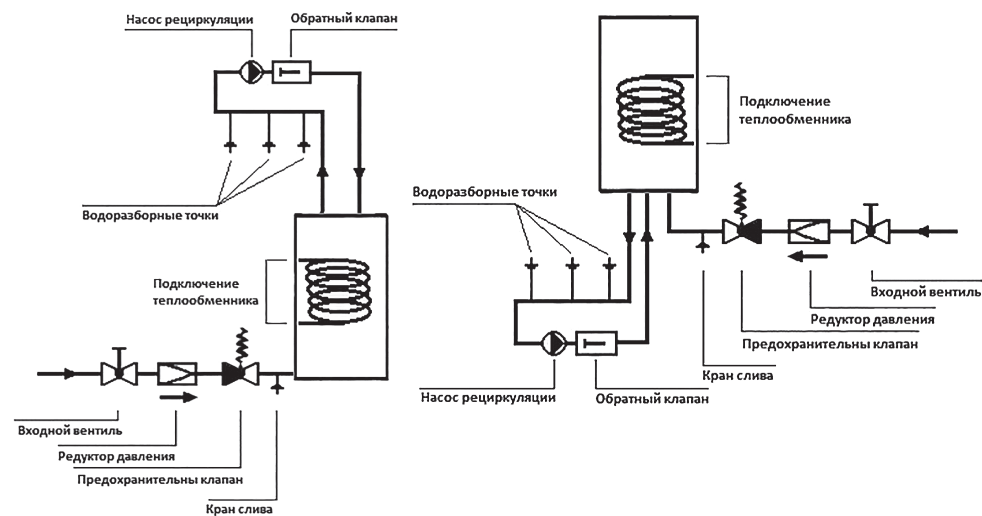 Насос рециркуляции
Обратный клапан
Водоразборные точки
Подключение
теплообменника
Входной вентиль
Редуктор давления
Предохранительны клапан
Кран слива
Подключение
теплообменника
Водоразборные точки
Входной вентиль
Редуктор давления
Предохранительны клапан
Кран слива
Насос рециркуляции
Обратный клапан